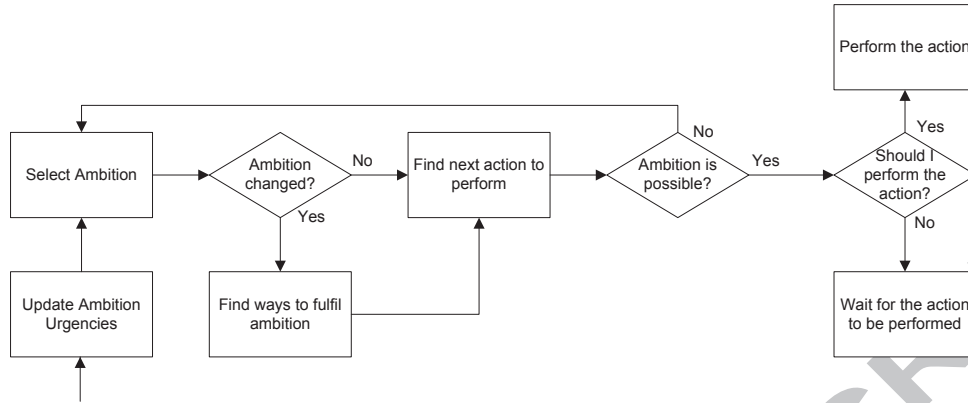 Perform the action
No
Yes
Select Ambition
Ambition
changed?
No
Find next action to
perform
Ambition is
possible?
Yes
Should I
perform the
action?
Yes
No
Update Ambition
Urgencies
Find ways to fulfil
ambition
Wait for the action
to be performed